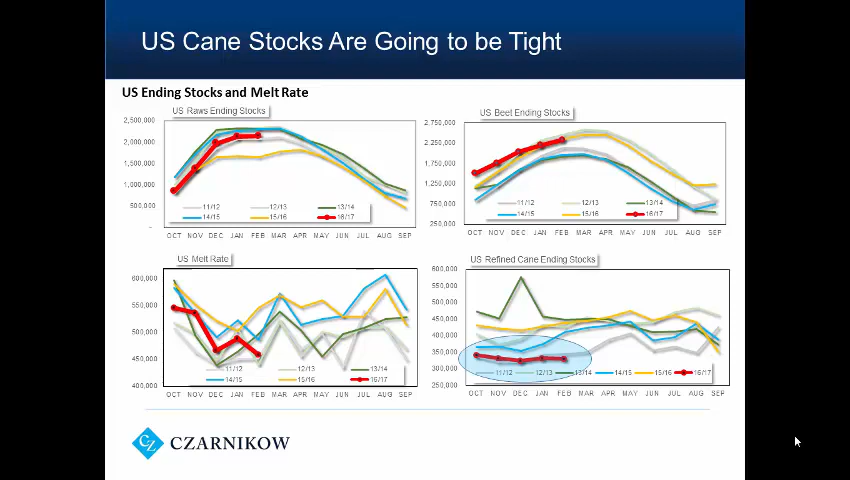 US Cane Stocks Are Going to be Tight
US Ending Stocks and Melt Rate
US Raws Ending Stocks
2,500,000
2,000,000
1,500,000
1,000,000
500,000
-
11/12 12/13 13/14
14/15 15/16 16/17
OCT NOV DEC JAN FEB MAR APR MAY JUN JUL AUG SEP
US Beet Ending Stocks
2,750,000
2,250,000
1,750,000
1,250,000
750,000
250,000
11/12 12/13 13/14
14/15 15/16 16/17
OCT NOV DEC JAN FEB MAR APR MAY JUN JUL AUG SEP
US Melt Rate
600,000
550,000
500,000
450,000
400,000
11/12 12/13 13/14
14/15 15/16 16/17
OCT NOV DEC JAN FEB MAR APR MAY JUN JUL AUG SEP
US Refined Cane Ending Stocks
600,000
550,000
500,000
450,000
400,000
350,000
300,000
250,000
11/12 12/13 13/14 14/15 15/16 16/17
OCT NOV DEC JAN FEB MAR APR MAY JUN JUL AUG SEP
CZ CZARNIKOW